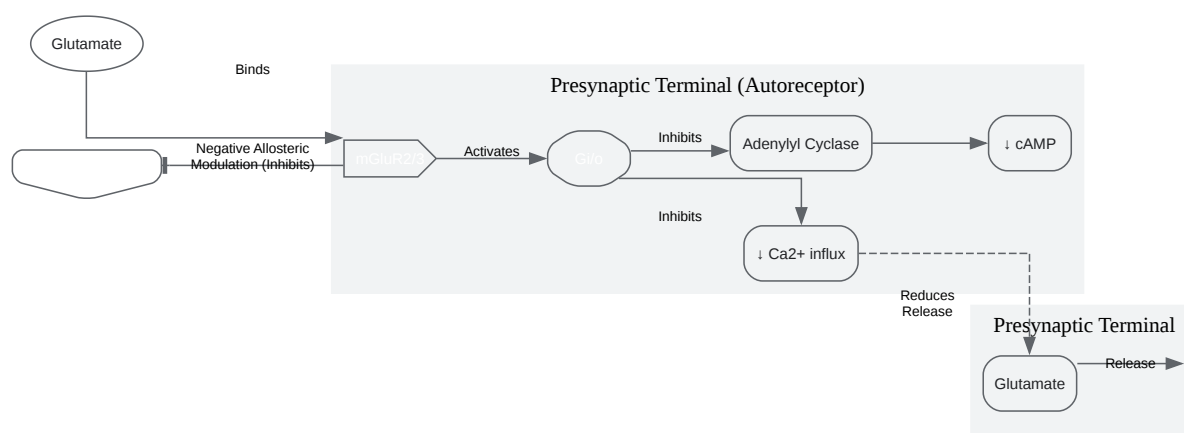 Glutamate
Binds
Presynaptic Terminal (Autoreceptor)
Negative Allosteric
Modulation (Inhibits)
mGluR2/3
Activates
Gi/o
Inhibits
Adenylyl Cyclase
↓ cAMP
Inhibits
↓ Ca2+ influx
Reduces
Release
Presynaptic Terminal
Glutamate
Release